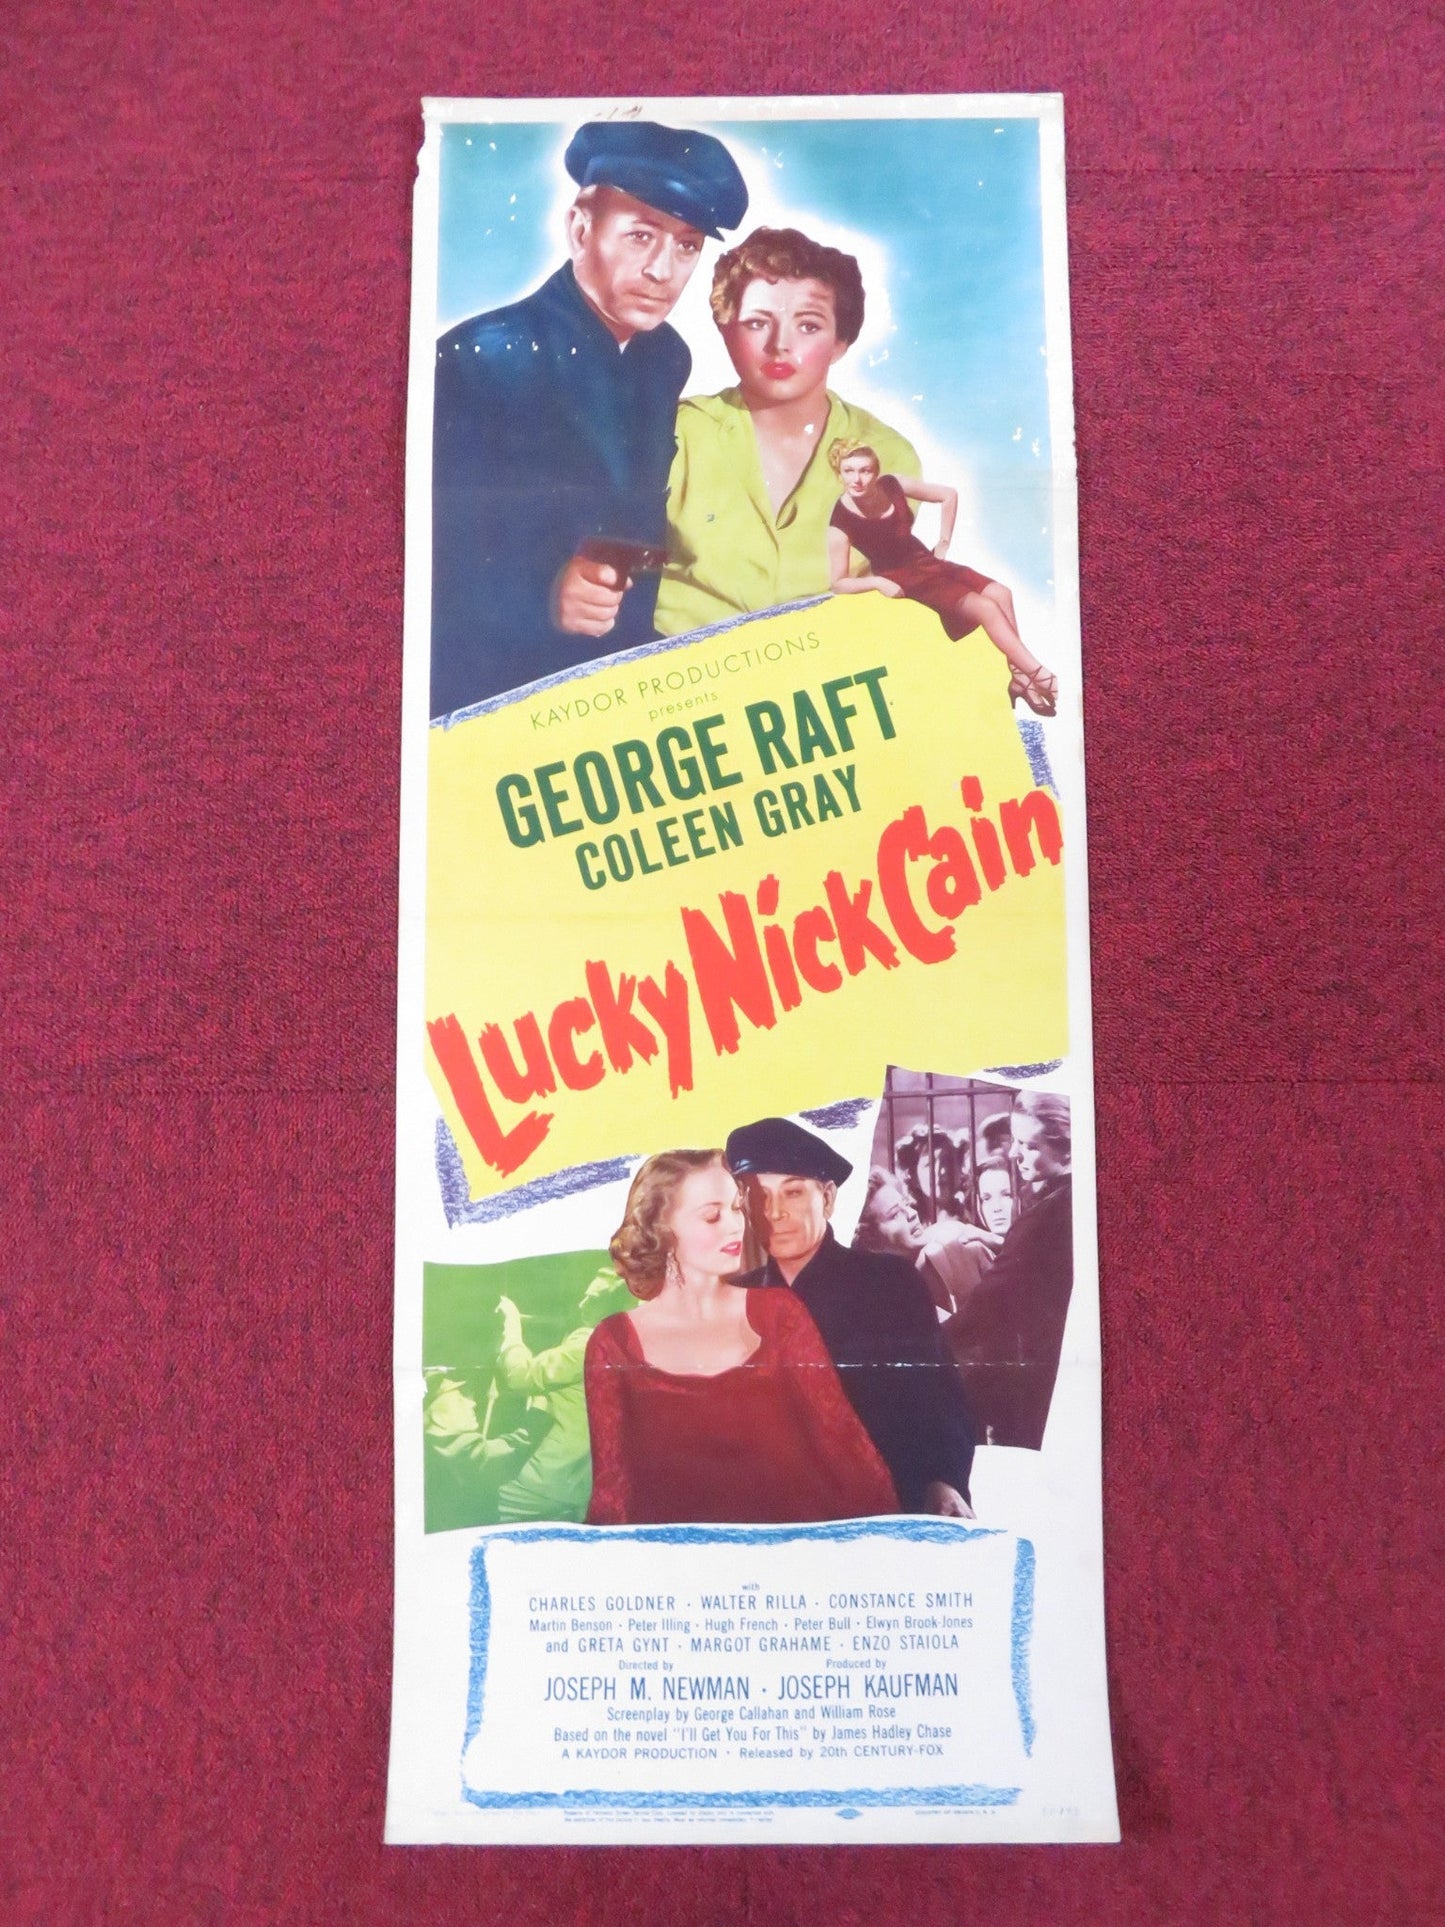 KAYDOR PRODUCTIONS
presents
GEORGE RAFT
COLEEN GRAY
Lucky Nick Cain
with
CHARLES GOLDNER · WALTER RILLA · CONSTANCE SMITH
Martin Benson · Peter Illing · Hugh French · Peter Bull · Elwyn Brook-Jones
and GRETA GYNT · MARGOT GRAHAME · ENZO STAIOLA
Directed by Produced by
JOSEPH M. NEWMAN · JOSEPH KAUFMAN
Screenplay by George Callahan and William Rose
Based on the novel "I'll Get You For This" by James Hadley Chase
A KAYDOR PRODUCTION · Released by 20th CENTURY-FOX